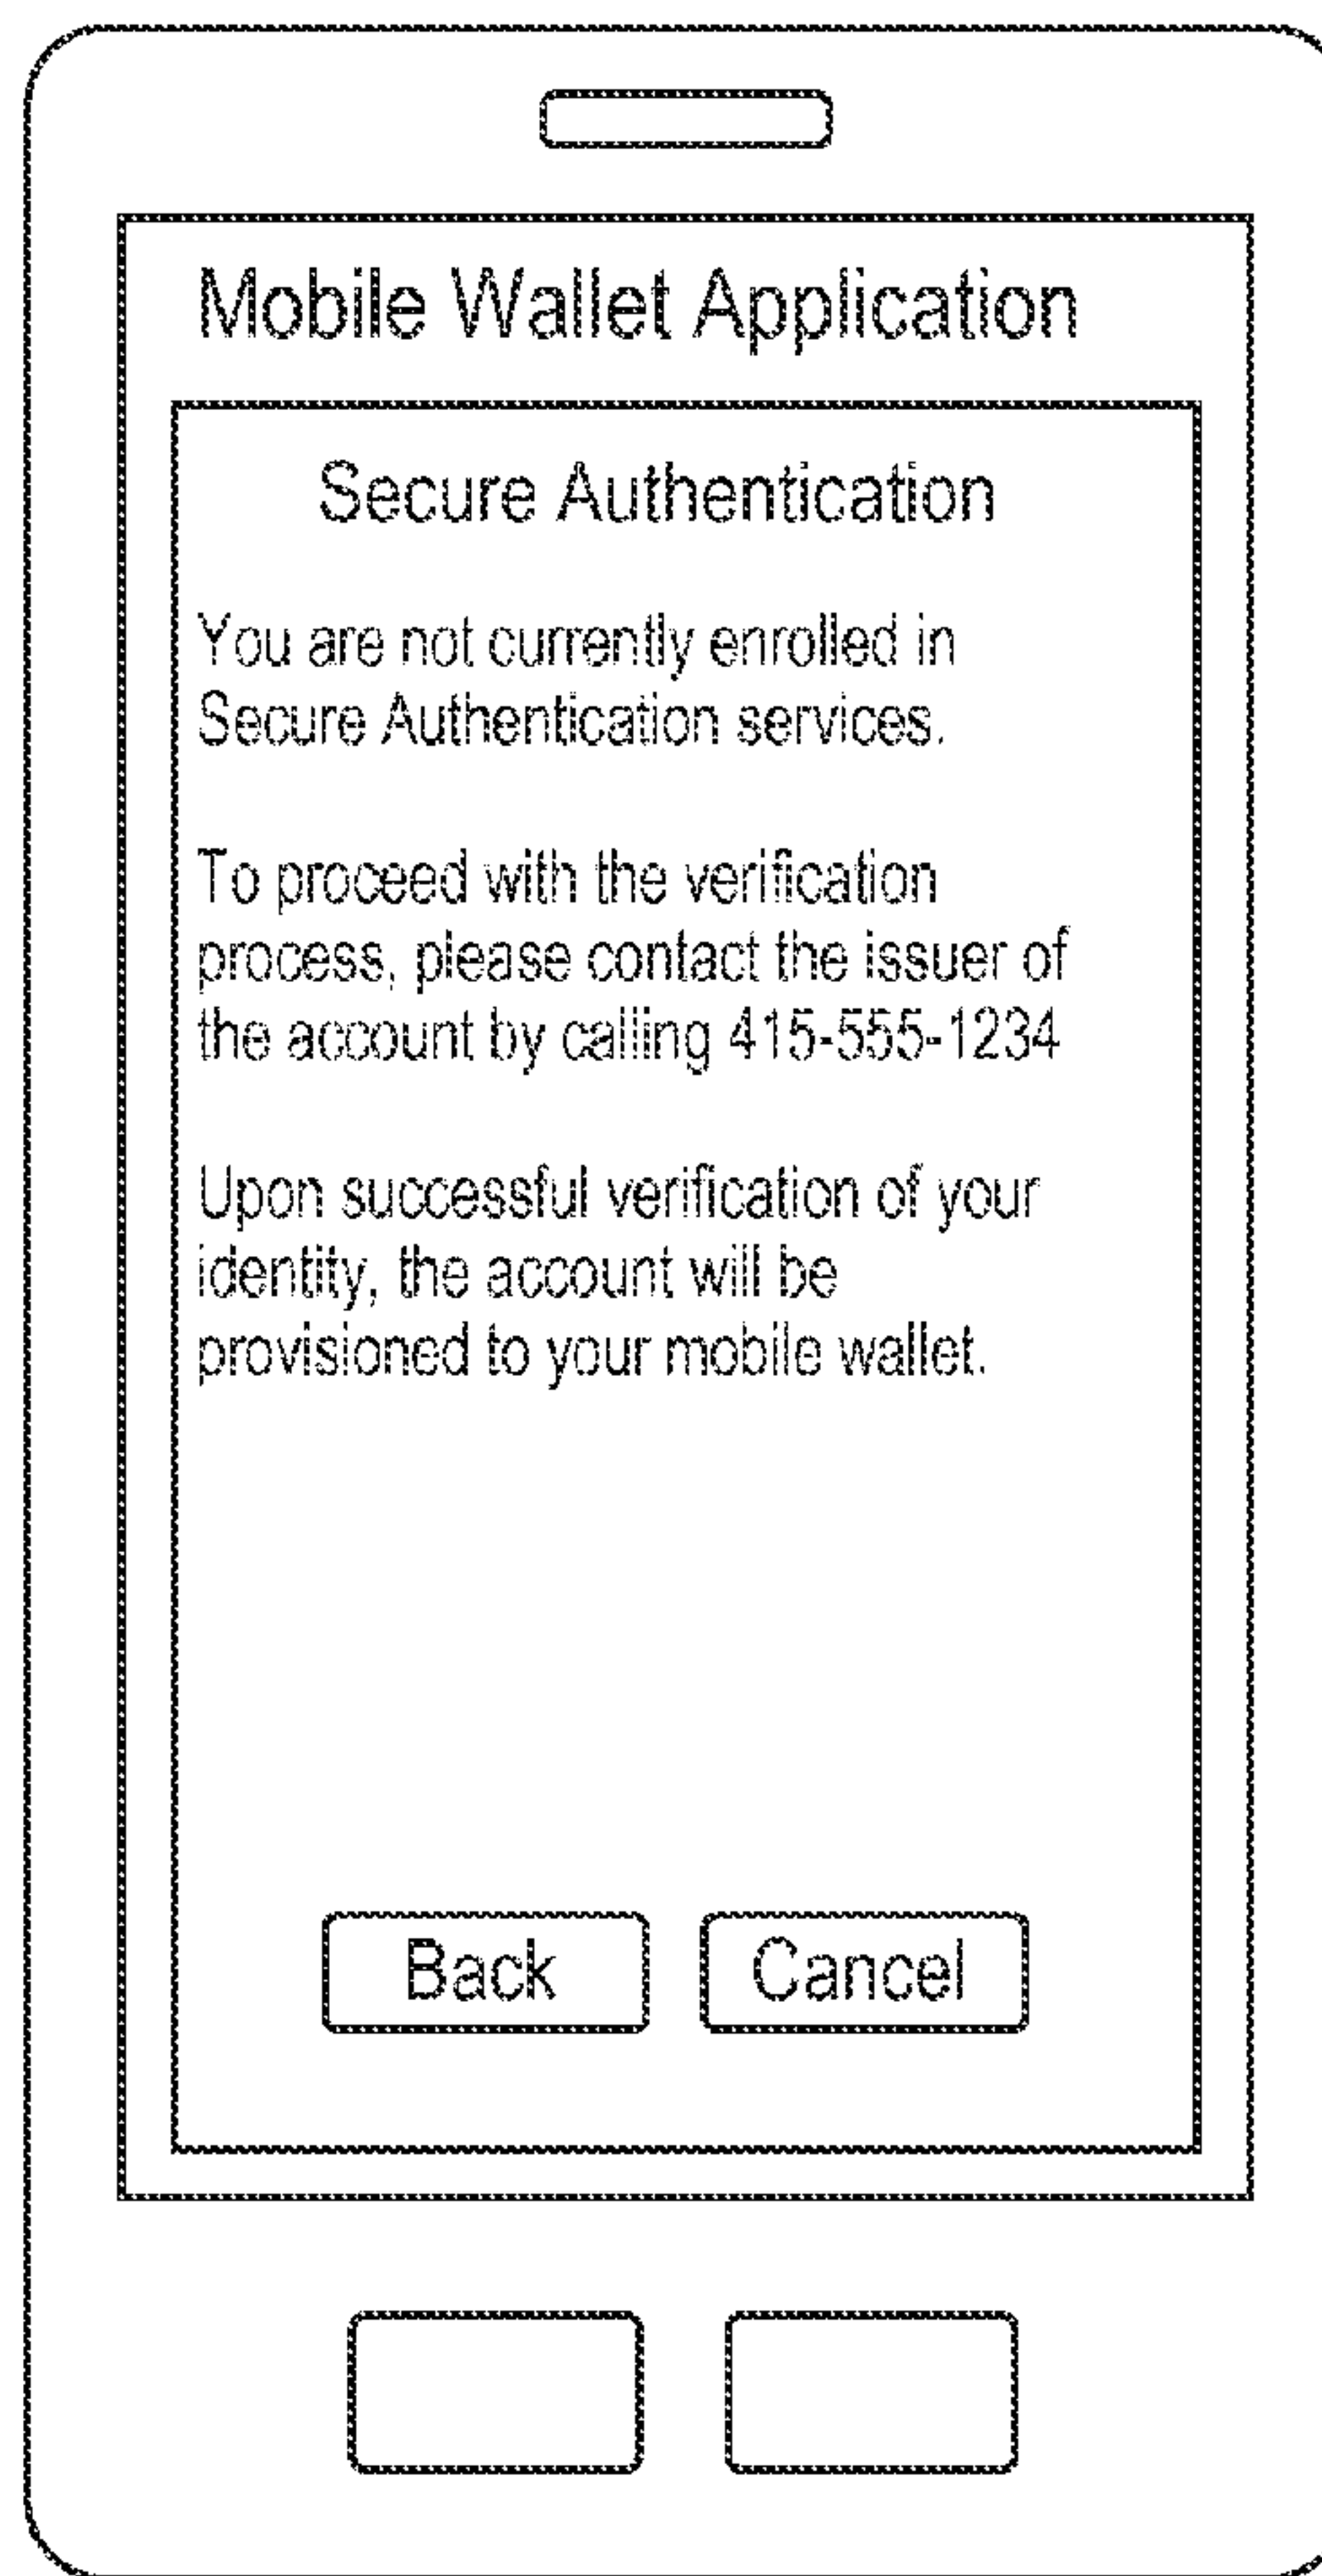 Mobile Wallet Application
Secure Authentication
You are not currently enrolled in
Secure Authentication services.
To proceed with the verification
process, please contact the issuer of
the account by calling 415-555-1234
Upon successful verification of your
identity, the account will be
provisioned to your mobile wallet.
Back Cancel